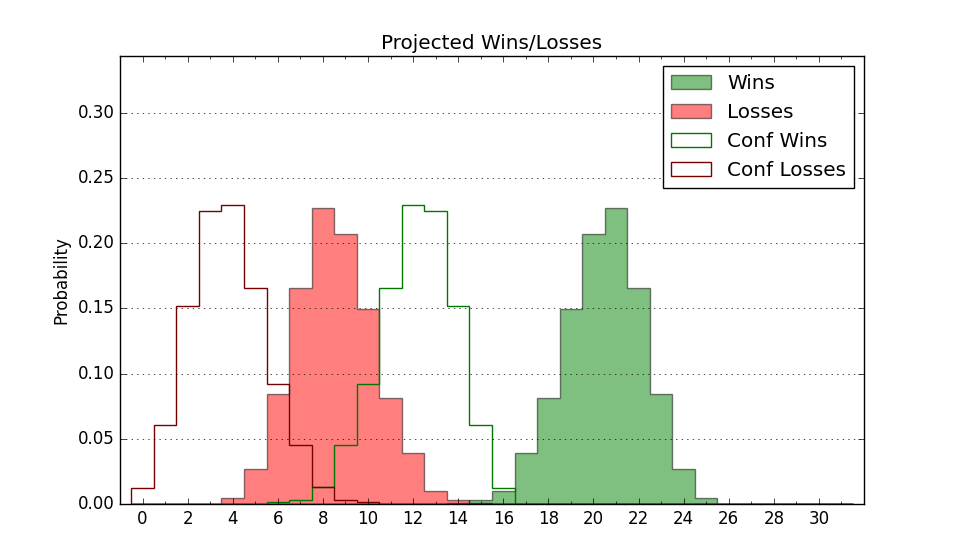 Projected Wins/Losses
Wins
Losses
Conf Wins
Conf Losses
Probability
0.30
0.25
0.20
0.15
0.10
0.05
0.00
0 2 4 6 8 10 12 14 16 18 20 22 24 26 28 30